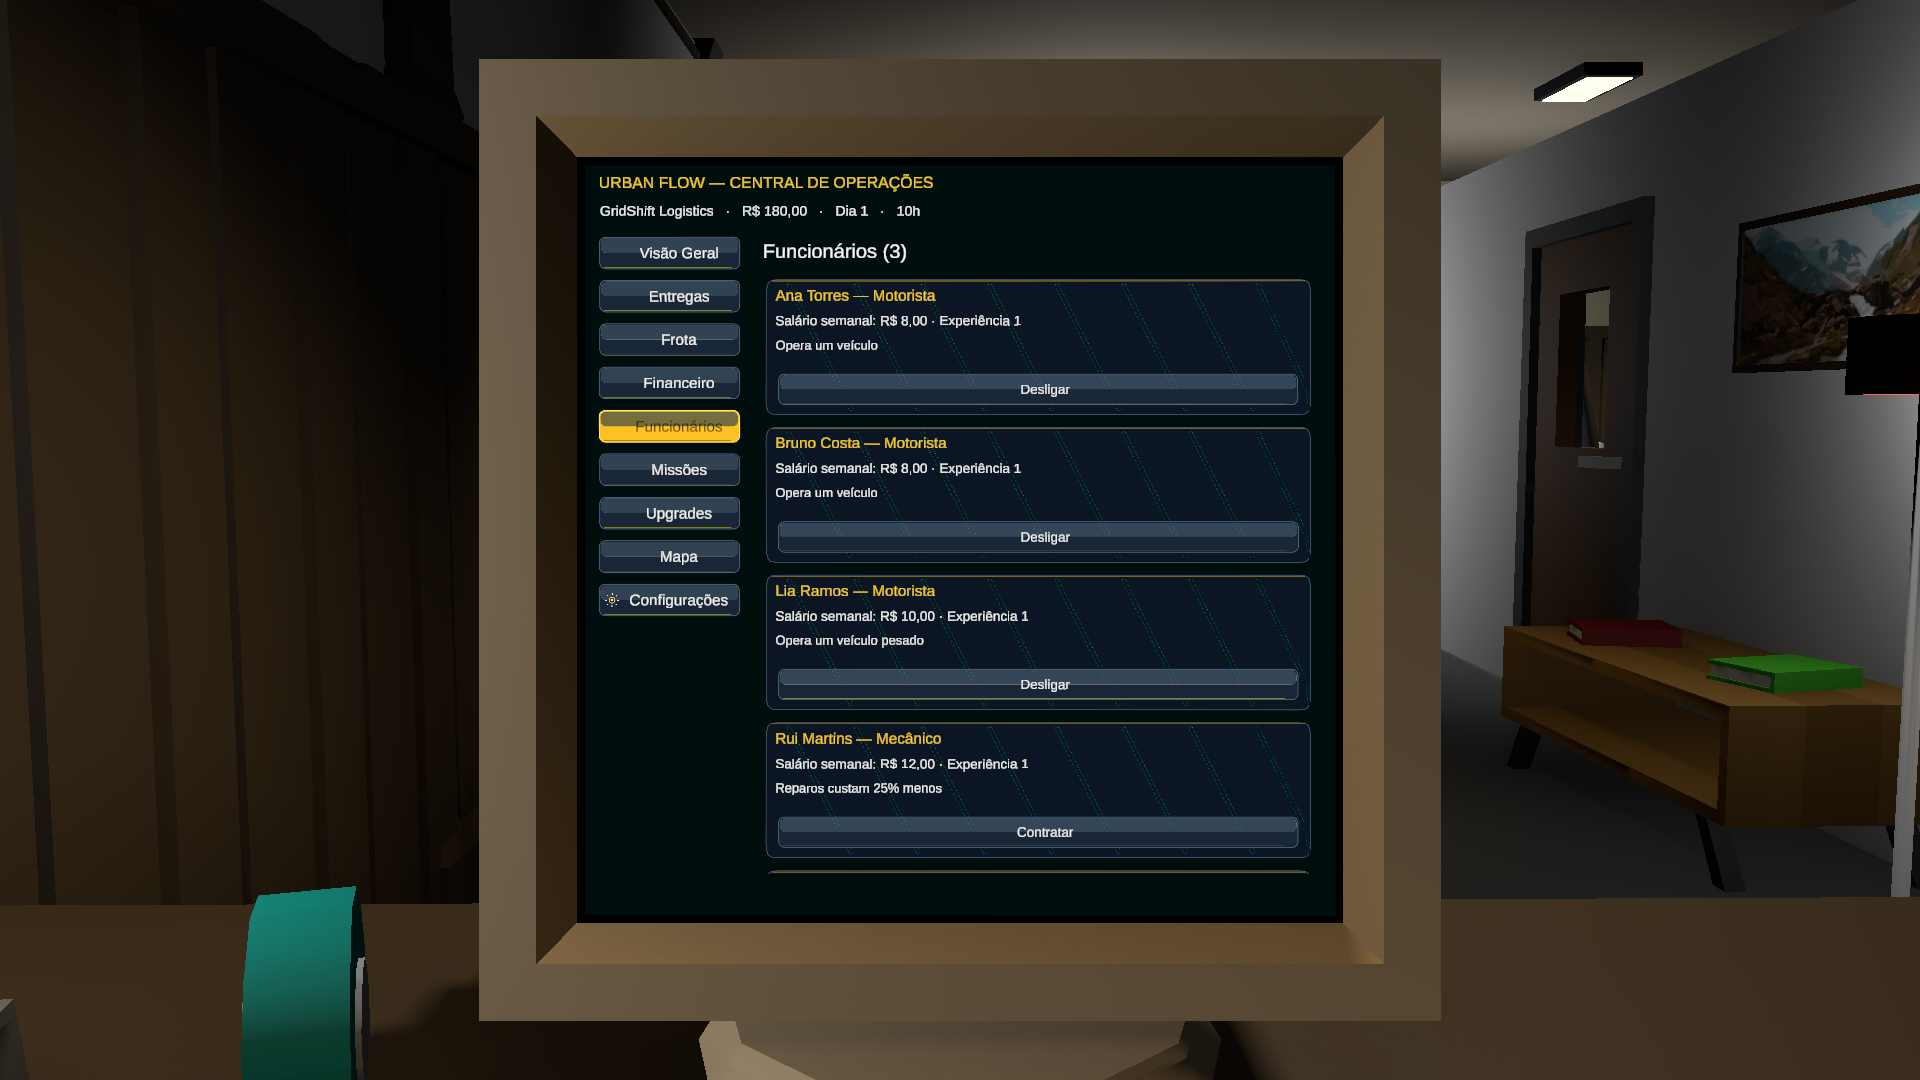 URBAN FLOW — CENTRAL DE OPERAÇÕES
GridShift Logistics · R$ 180,00 · Dia 1 · 10h
Visão Geral
Entregas
Frota
Financeiro
Funcionários
Missões
Upgrades
Mapa
Configurações
Funcionários (3)
Ana Torres — Motorista
Salário semanal: R$ 8,00 · Experiência 1
Opera um veículo
Desligar
Bruno Costa — Motorista
Salário semanal: R$ 8,00 · Experiência 1
Opera um veículo
Desligar
Lia Ramos — Motorista
Salário semanal: R$ 10,00 · Experiência 1
Opera um veículo pesado
Desligar
Rui Martins — Mecânico
Salário semanal: R$ 12,00 · Experiência 1
Reparos custam 25% menos
Contratar